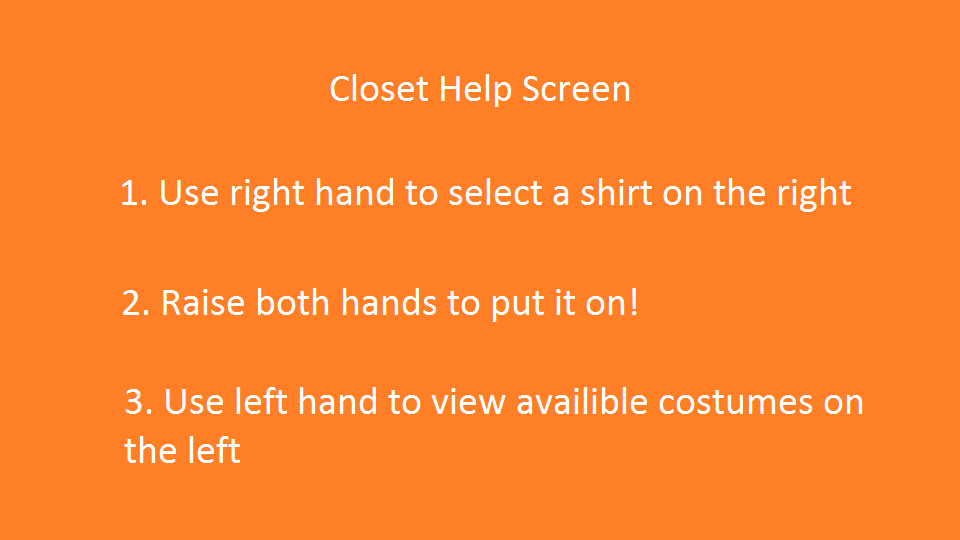 Closet Help Screen
1. Use right hand to select a shirt on the right
2. Raise both hands to put it on!
3. Use left hand to view availible costumes on
the left